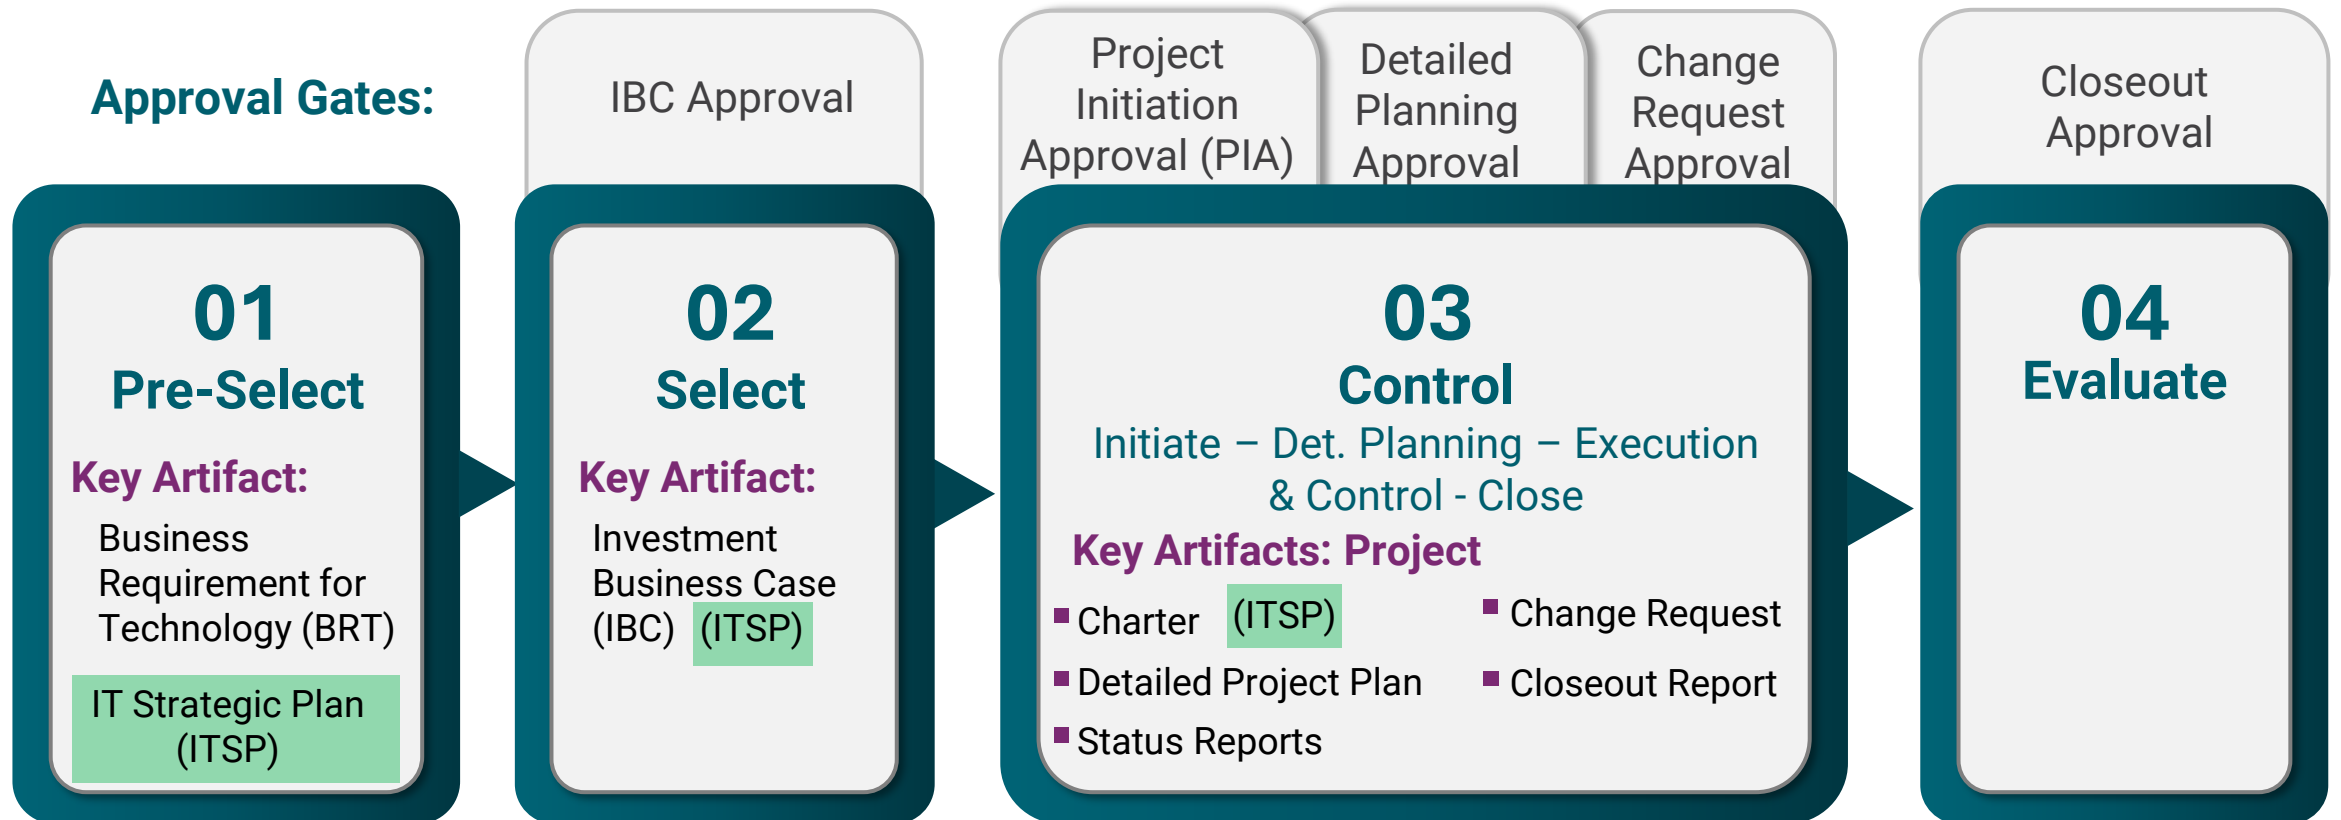 Approval Gates:
IBC Approval
Project
Initiation
Approval (PIA)
Detailed
Planning
Approval
Change
Request
Approval
Closeout
Approval
01
Pre-Select
Key Artifact:
Business
Requirement for
Technology (BRT)
IT Strategic Plan
(ITSP)
02
Select
Key Artifact:
Investment
Business Case
(IBC) (ITSP)
03
Control
Initiate – Det. Planning – Execution
& Control - Close
Key Artifacts: Project
▪ Charter (ITSP)
▪ Detailed Project Plan
▪ Status Reports
▪ Change Request
▪ Closeout Report
04
Evaluate